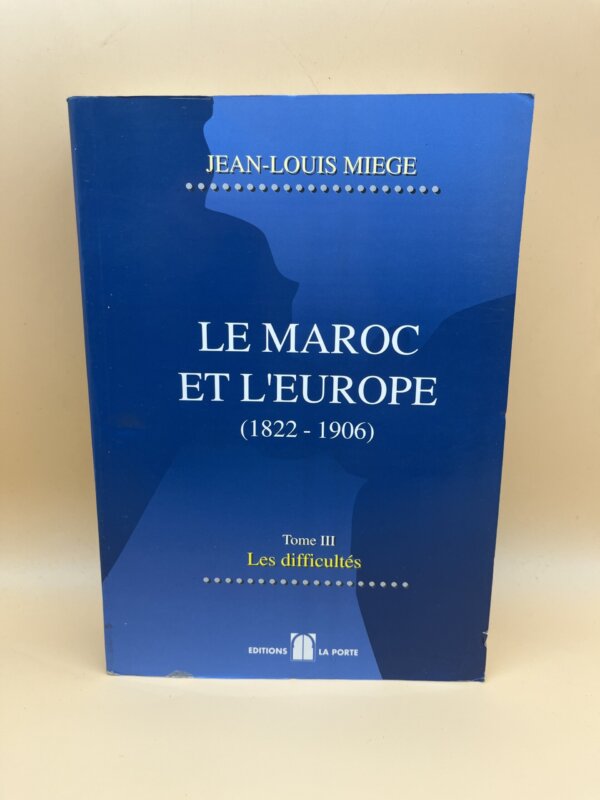 JEAN-LOUIS MIEGE
LE MAROC
ET L'EUROPE
(1822 - 1906)
Tome III
Les difficultés
EDITIONS LA PORTE